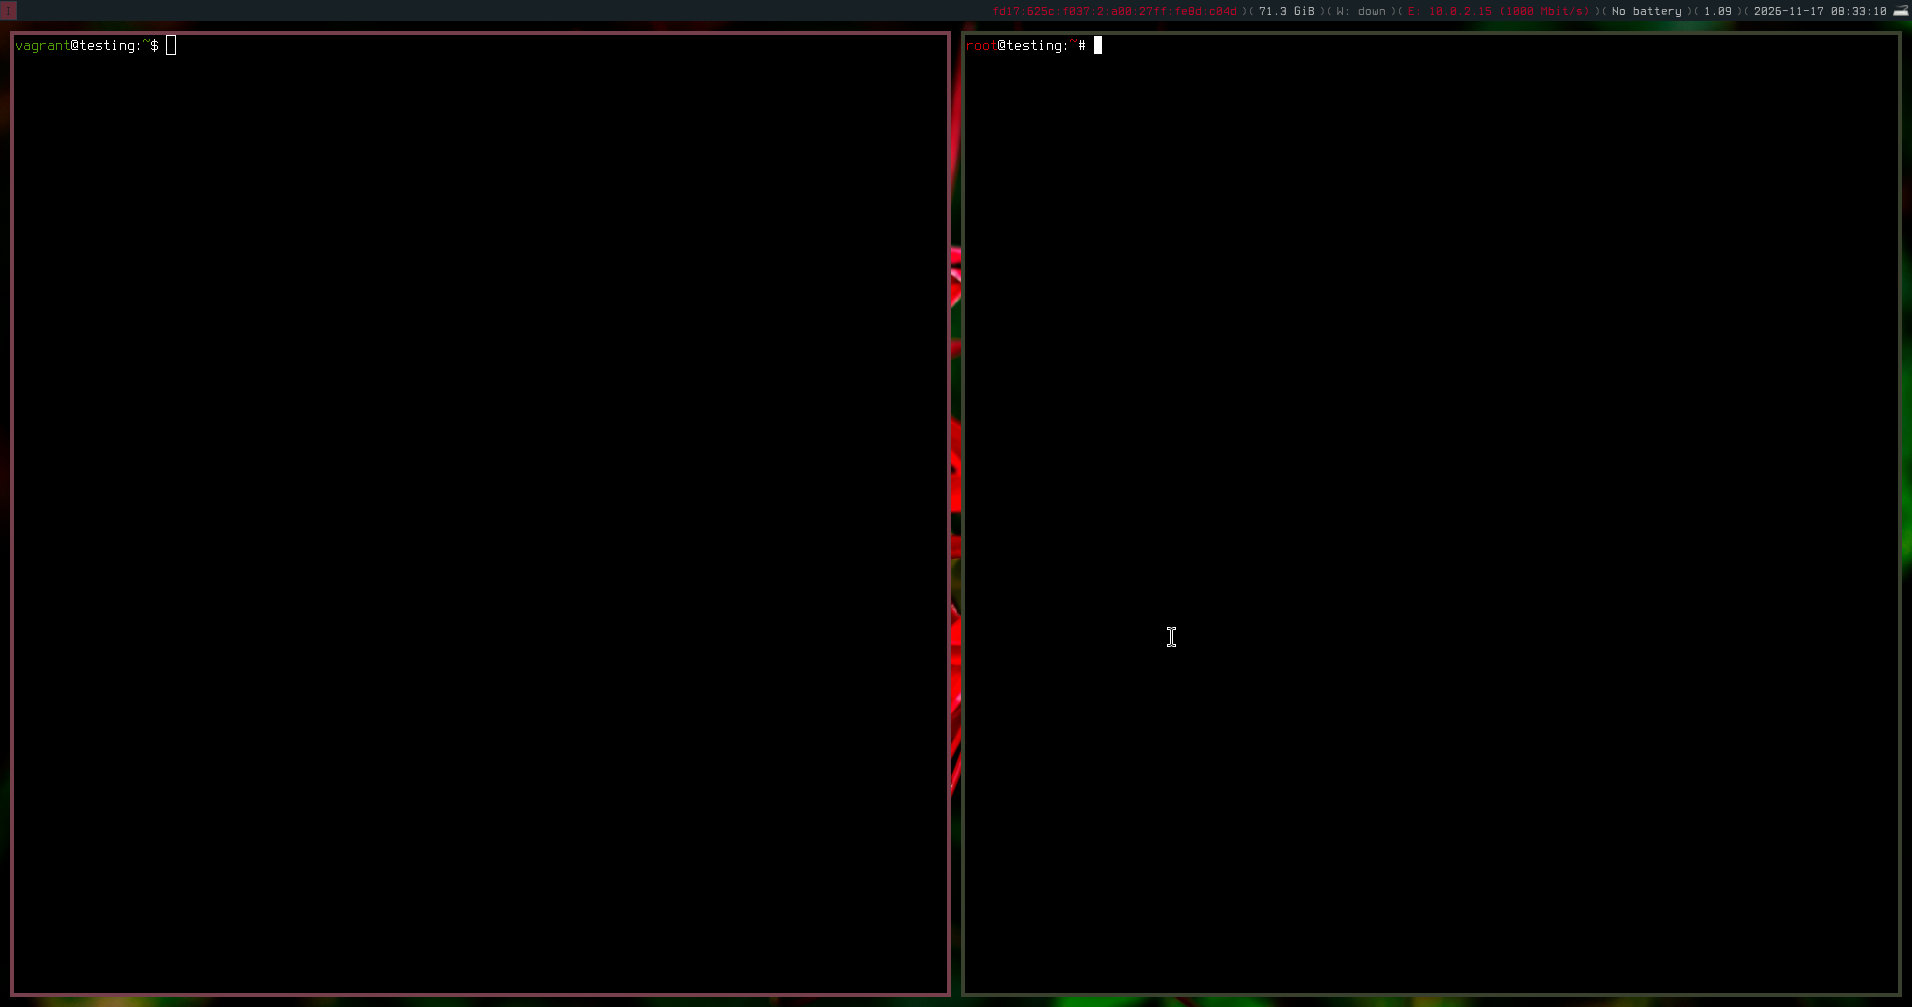 1 fd17:625c:f037:2:a00:27ff:fe8d:c04d )( 71.3 GiB )( W: down )( E: 10.0.2.15 (1000 Mbit/s) )( No battery )( 1.09 )( 2025-11-17 08:33:10
vagrant@testing:~$
root@testing:~#